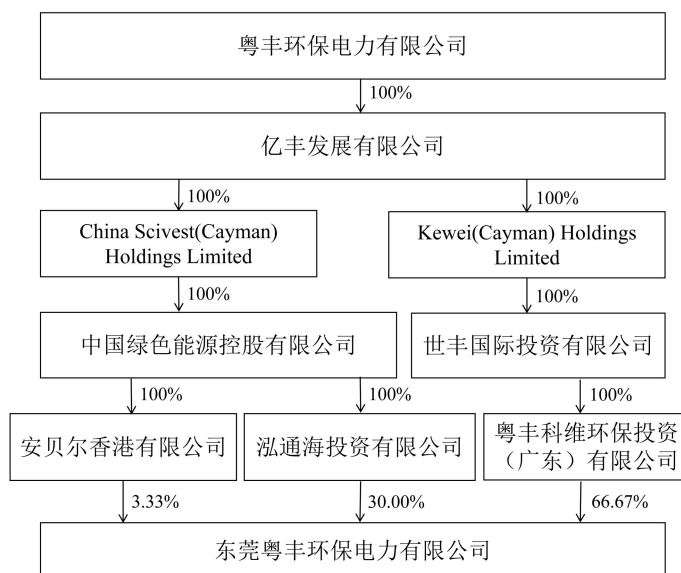 粤丰环保电力有限公司
100%
亿丰发展有限公司
100%
100%
China Scivest(Cayman)
Holdings Limited
Kewei(Cayman) Holdings
Limited
100%
100%
中国绿色能源控股有限公司
世丰国际投资有限公司
100%
100%
100%
安贝尔香港有限公司
泓通海投资有限公司
粤丰科维环保投资
（广东）有限公司
3.33%
30.00%
66.67%
东莞粤丰环保电力有限公司